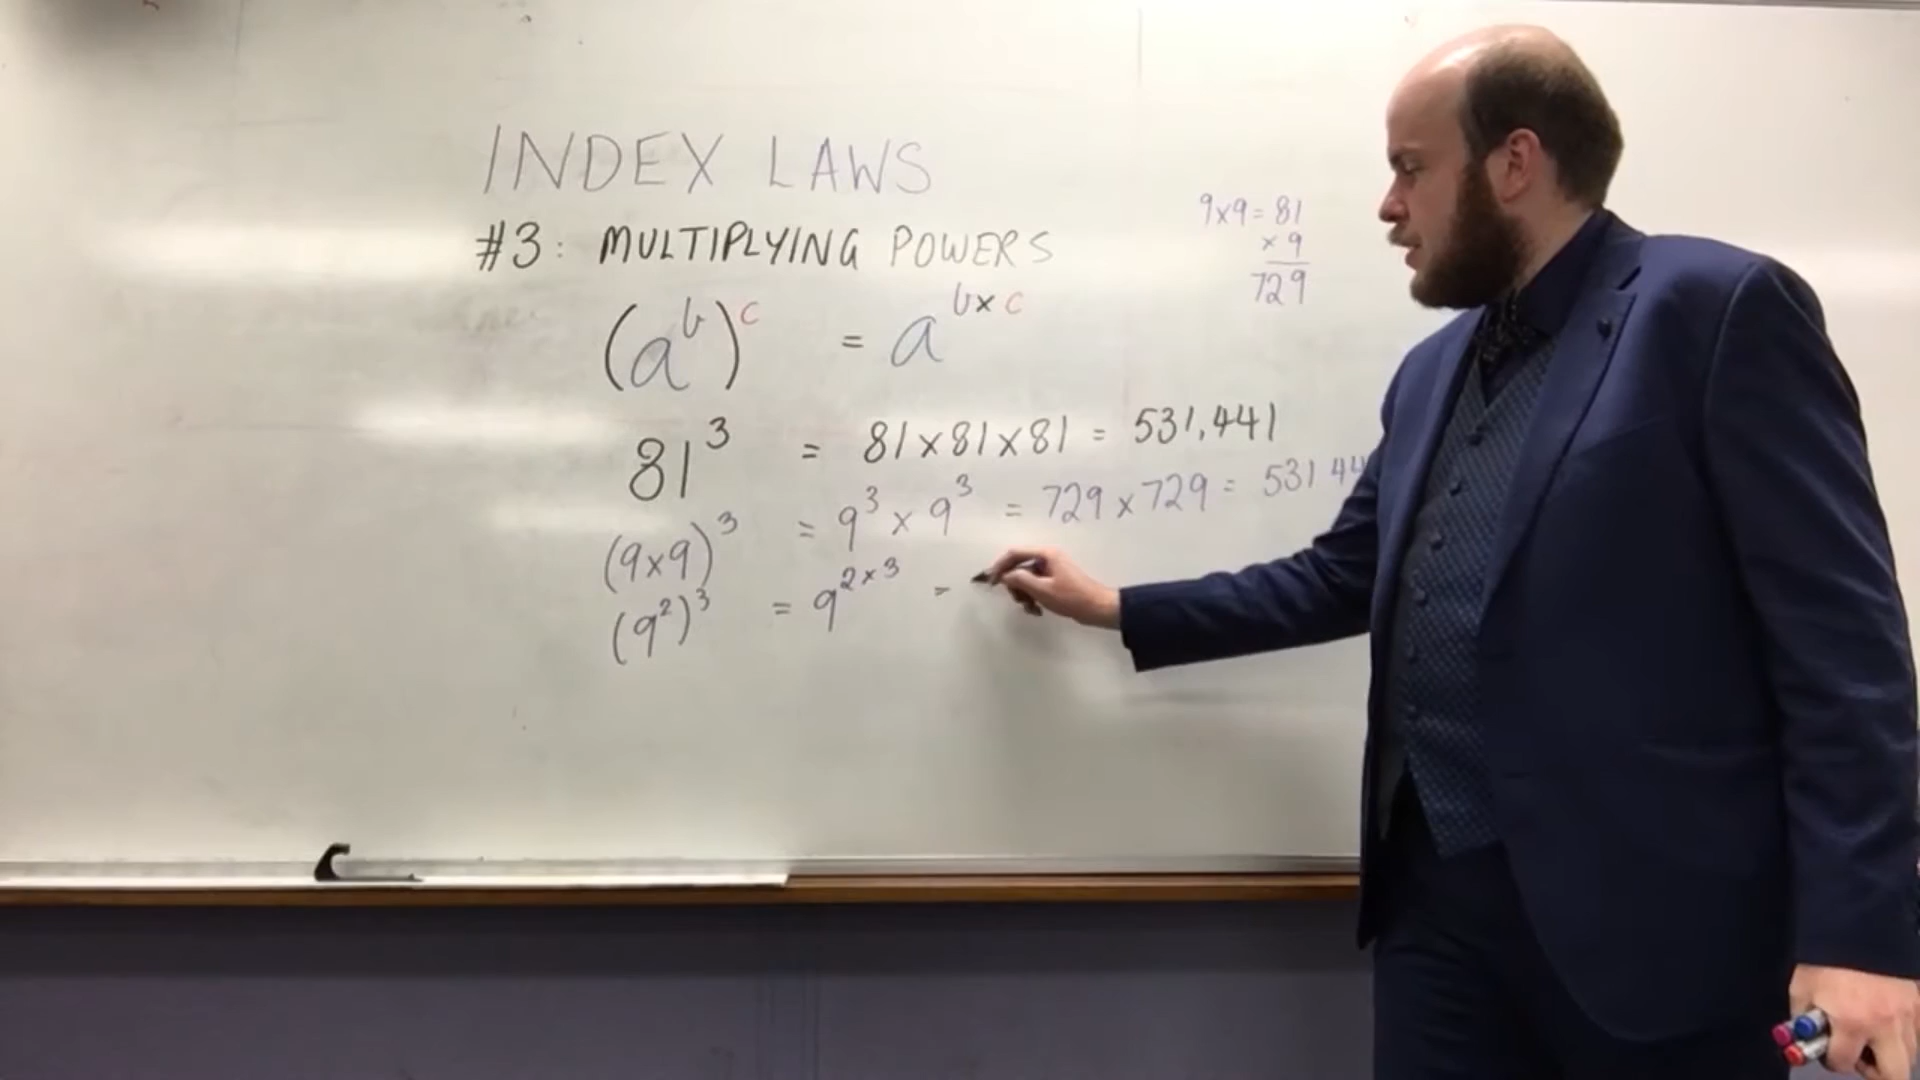 INDEX LAWS
#3: MULTIPLYING POWERS
9x9=81
x 9
729
(a^b)^c = a^b×c
81^3 = 81×81×81 = 531,441
(9×9)^3 = 9^3 × 9^3 = 729×729 = 531 44
(9^2)^3 = 9^2×3 =